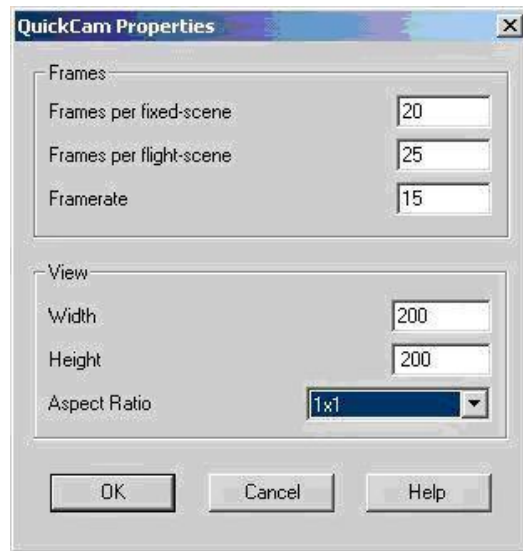 QuickCam Properties
Frames
Frames per fixed-scene 20
Frames per flight-scene 25
Framerate 15
View
Width 200
Height 200
Aspect Ratio 1x1
OK Cancel Help